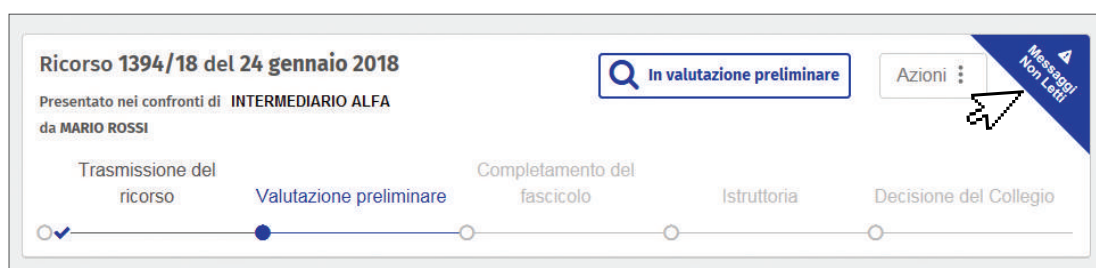 Ricorso 1394/18 del 24 gennaio 2018
Presentato nei confronti di INTERMEDIARIO ALFA
da MARIO ROSSI
In valutazione preliminare
Azioni
Messaggi
Non Letti
Trasmissione del
ricorso
Valutazione preliminare
Completamento del
fascicolo
Istruttoria
Decisione del Collegio